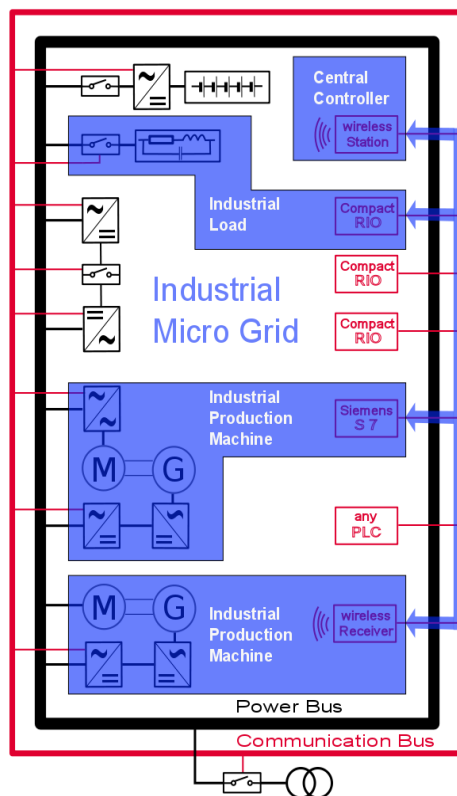 Central
Controller
wireless
Station
Industrial
Load
Compact
RIO
Compact
RIO
Industrial
Micro Grid
Compact
RIO
Industrial
Production
Machine
Siemens
S 7
M
G
any
PLC
M
G
Industrial
Production
Machine
wireless
Receiver
Power Bus
Communication Bus